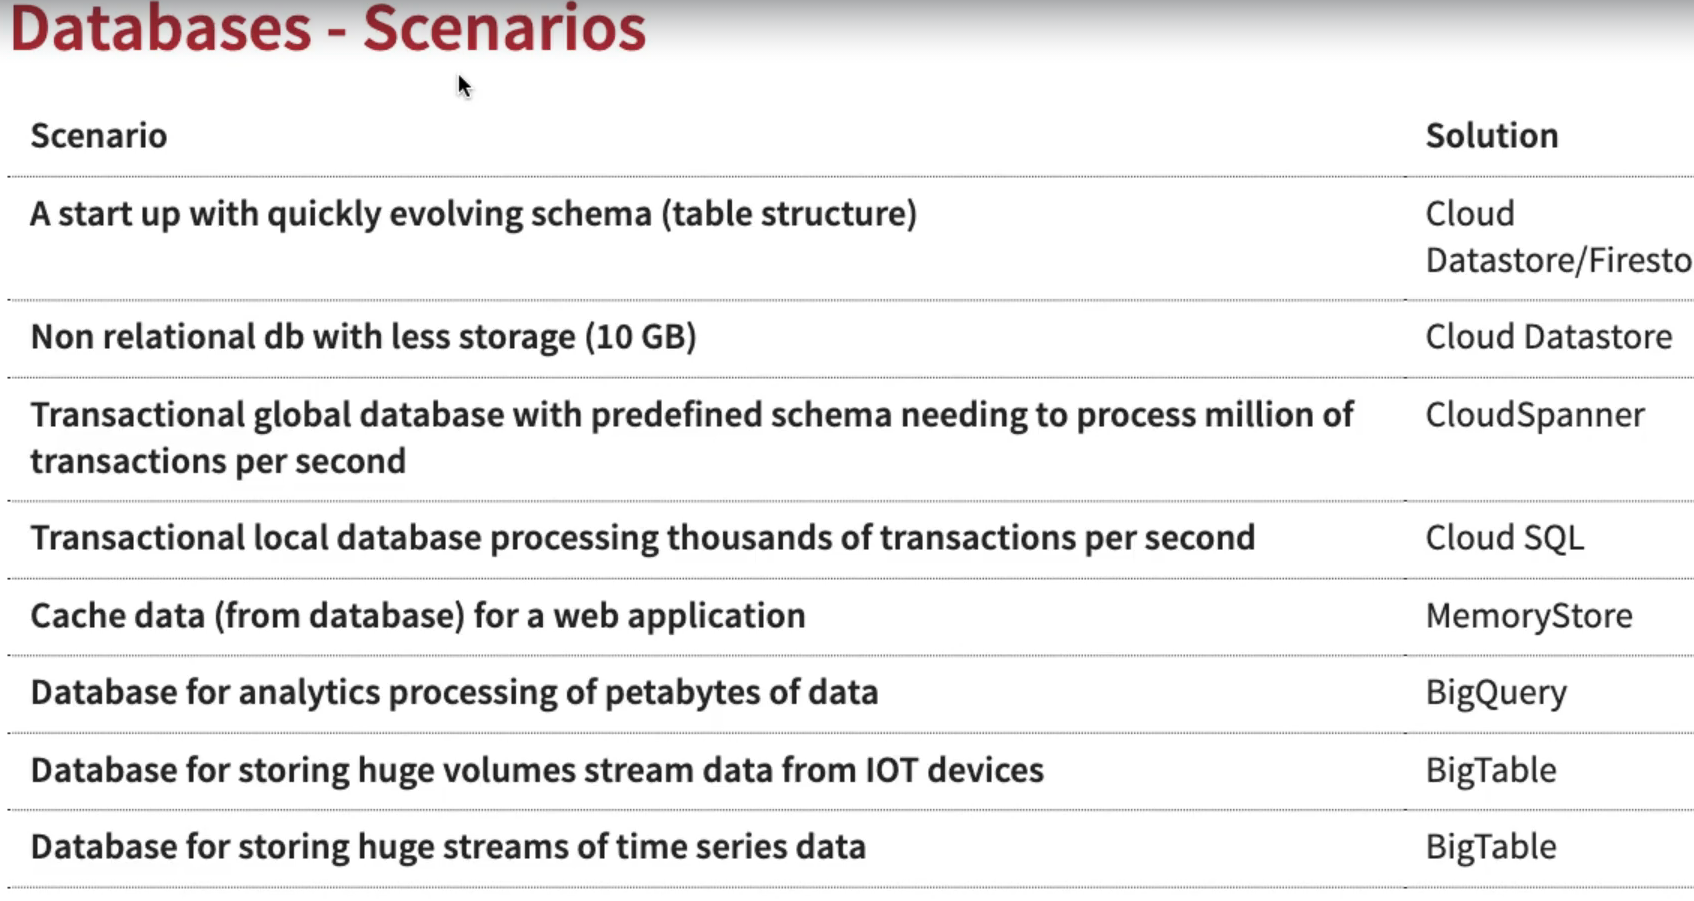 Databases - Scenarios
Scenario
Solution
A start up with quickly evolving schema (table structure)
Cloud
Datastore/Firesto
Non relational db with less storage (10 GB)
Cloud Datastore
Transactional global database with predefined schema needing to process million of
transactions per second
CloudSpanner
Transactional local database processing thousands of transactions per second
Cloud SQL
Cache data (from database) for a web application
MemoryStore
Database for analytics processing of petabytes of data
BigQuery
Database for storing huge volumes stream data from IOT devices
BigTable
Database for storing huge streams of time series data
BigTable